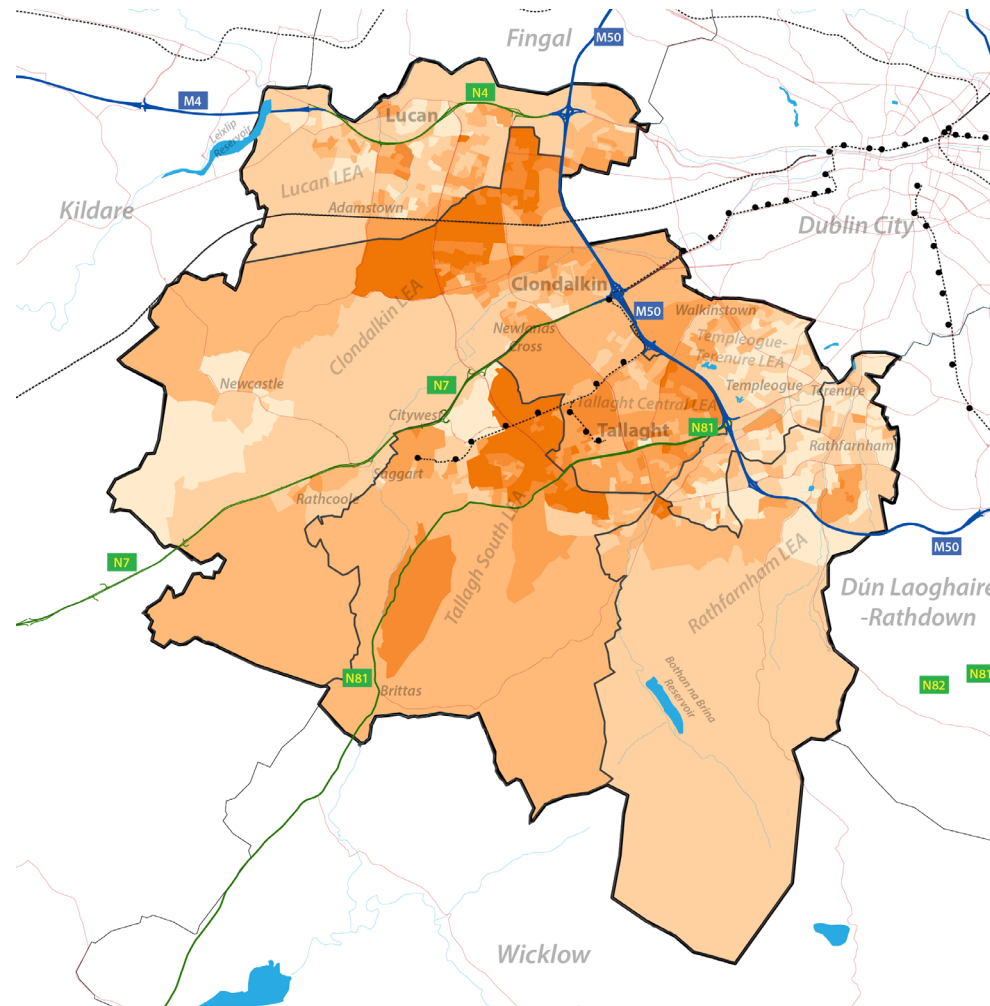 Fingal
M50
M4
N4
Lucan
Leixlip
Reservoir
Lucan LEA
Kildare
Adamstown
Dublin City
Clondalkin
Clondalkin LEA
M50
Walkinstown
Newlands
Cross
Templeogue-
Terenure LEA
N7
Newcastle
Templeogue
Terenure
Citywest
Tallaght Central LEA
Tallaght
N81
Rathfarnham
Saggart
Rathcoole
Tallagh South LEA
N7
M50
Rathfarnham LEA
Dún Laoghaire
-Rathdown
N81
Brittas
Bothan na Brina
Reservoir
N82
N81
Wicklow